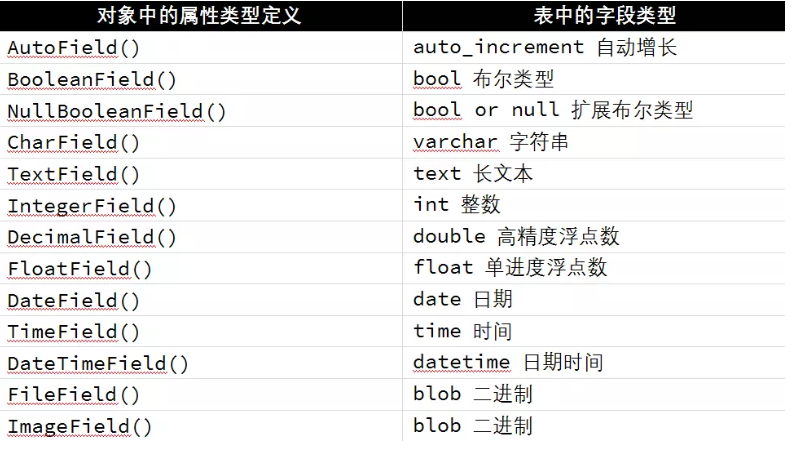 对象中的属性类型定义 表中的字段类型
AutoField() auto_increment 自动增长
BooleanField() bool 布尔类型
NullBooleanField() bool or null 扩展布尔类型
CharField() varchar 字符串
TextField() text 长文本
IntegerField() int 整数
DecimalField() double 高精度浮点数
FloatField() float 单进度浮点数
DateField() date 日期
TimeField() time 时间
DateTimeField() datetime 日期时间
FileField() blob 二进制
ImageField() blob 二进制